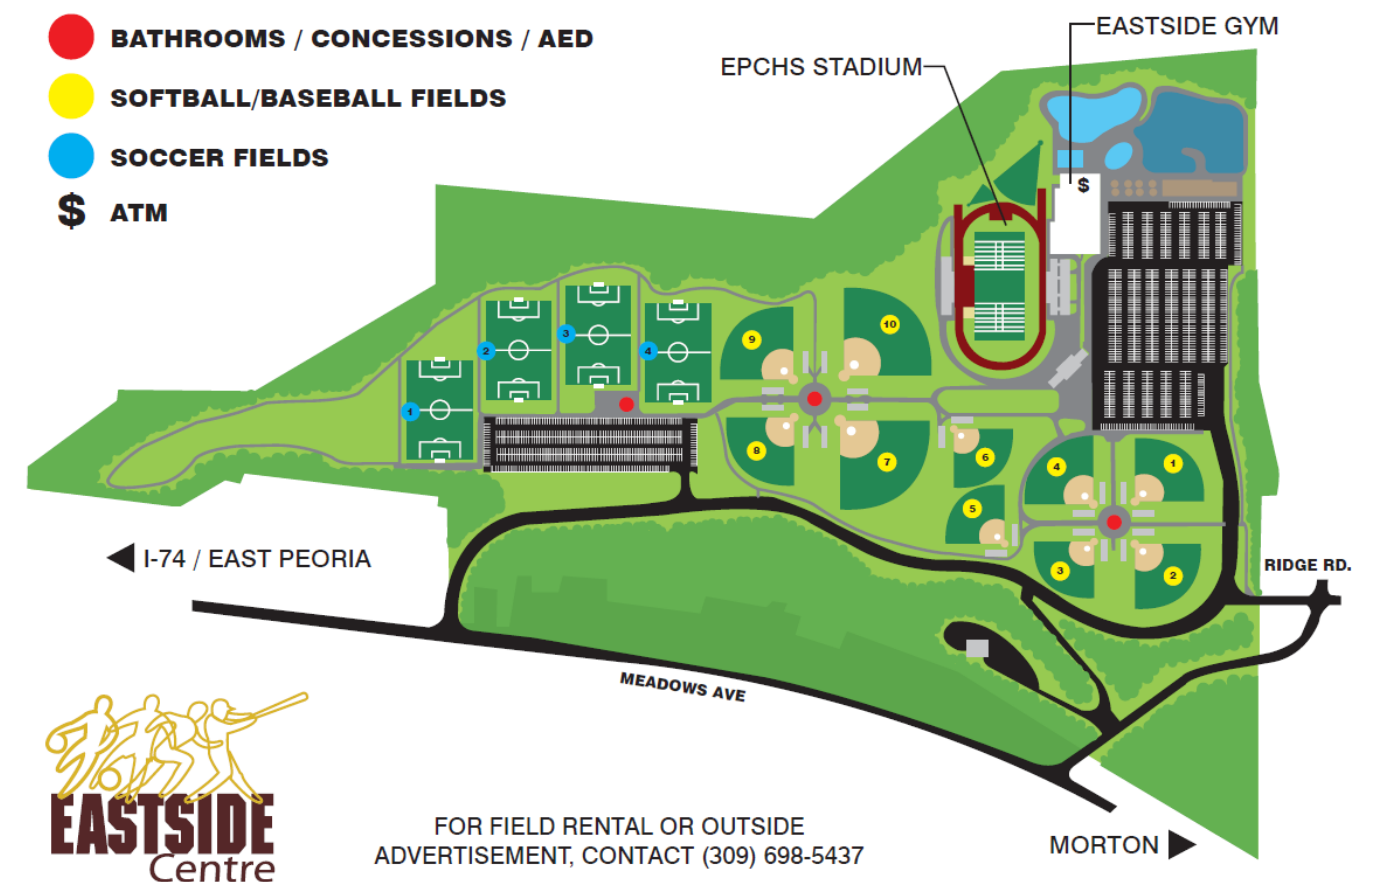 BATHROOMS / CONCESSIONS / AED
SOFTBALL/BASEBALL FIELDS
SOCCER FIELDS
$ ATM
EASTSIDE GYM
EPCHS STADIUM
$
10
9
3
2
4
1
8
7
6
5
4
1
3
2
I-74 / EAST PEORIA
RIDGE RD.
MEADOWS AVE
EASTSIDE
Centre
FOR FIELD RENTAL OR OUTSIDE
ADVERTISEMENT, CONTACT (309) 698-5437
MORTON